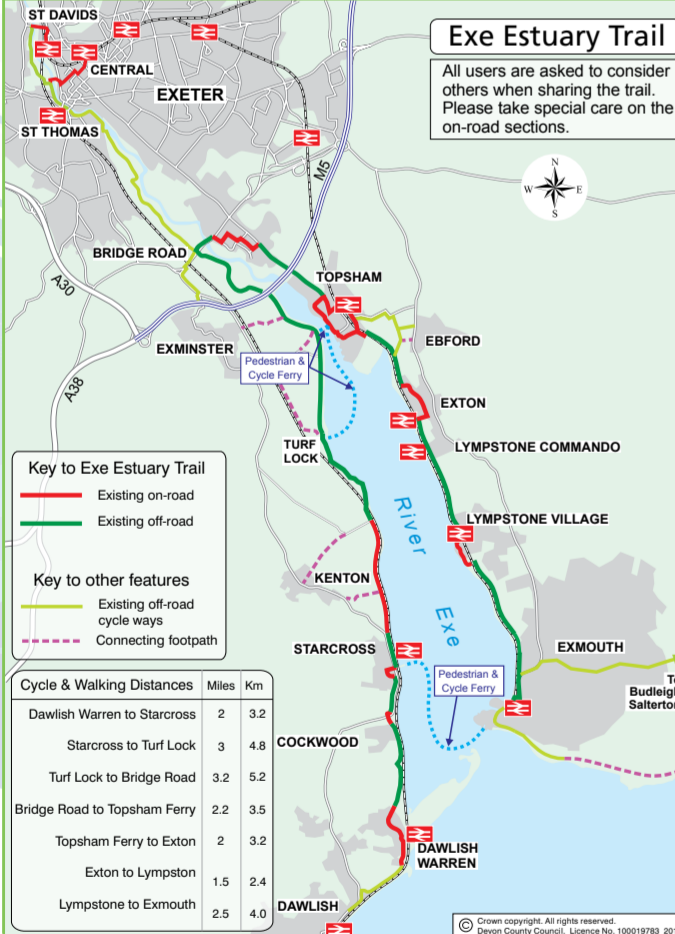 ST DAVIDS
CENTRAL
EXETER
ST THOMAS
Exe Estuary Trail
All users are asked to consider
others when sharing the trail.
Please take special care on the
on-road sections.
N
W E
S
M5
BRIDGE ROAD
A30
TOPSHAM
EXMINSTER
Pedestrian &
Cycle Ferry
EBFORD
A38
EXTON
TURF
LOCK
LYMPSTONE COMMANDO
Key to Exe Estuary Trail
Existing on-road
Existing off-road
River
Exe
LYMPSTONE VILLAGE
Key to other features
Existing off-road
cycle ways
Connecting footpath
KENTON
STARCROSS
EXMOUTH
Pedestrian &
Cycle Ferry
To
Budleigh
Salterton
Cycle & Walking Distances Miles Km
Dawlish Warren to Starcross 2 3.2
Starcross to Turf Lock 3 4.8
Turf Lock to Bridge Road 3.2 5.2
Bridge Road to Topsham Ferry 2.2 3.5
Topsham Ferry to Exton 2 3.2
Exton to Lympston 1.5 2.4
Lympstone to Exmouth 2.5 4.0
COCKWOOD
DAWLISH
WARREN
DAWLISH
© Crown copyright. All rights reserved.
Devon County Council. Licence No. 100019783